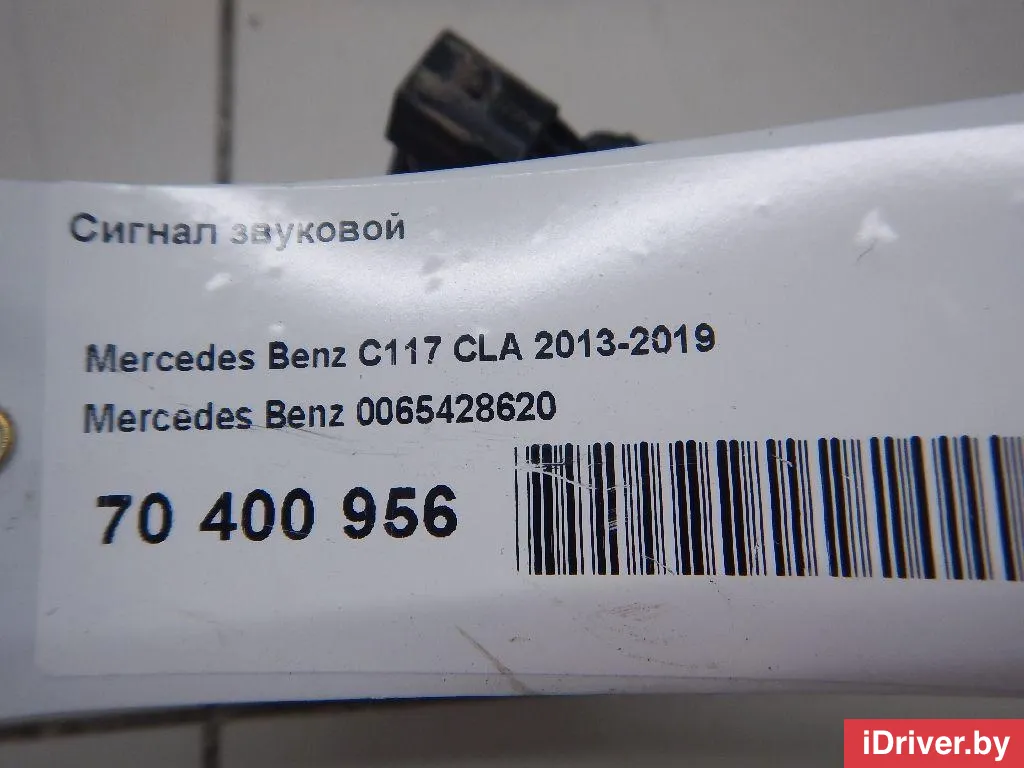 Сигнал звуковой
Mercedes Benz C117 CLA 2013-2019
Mercedes Benz 0065428620
70 400 956
iDriver.by